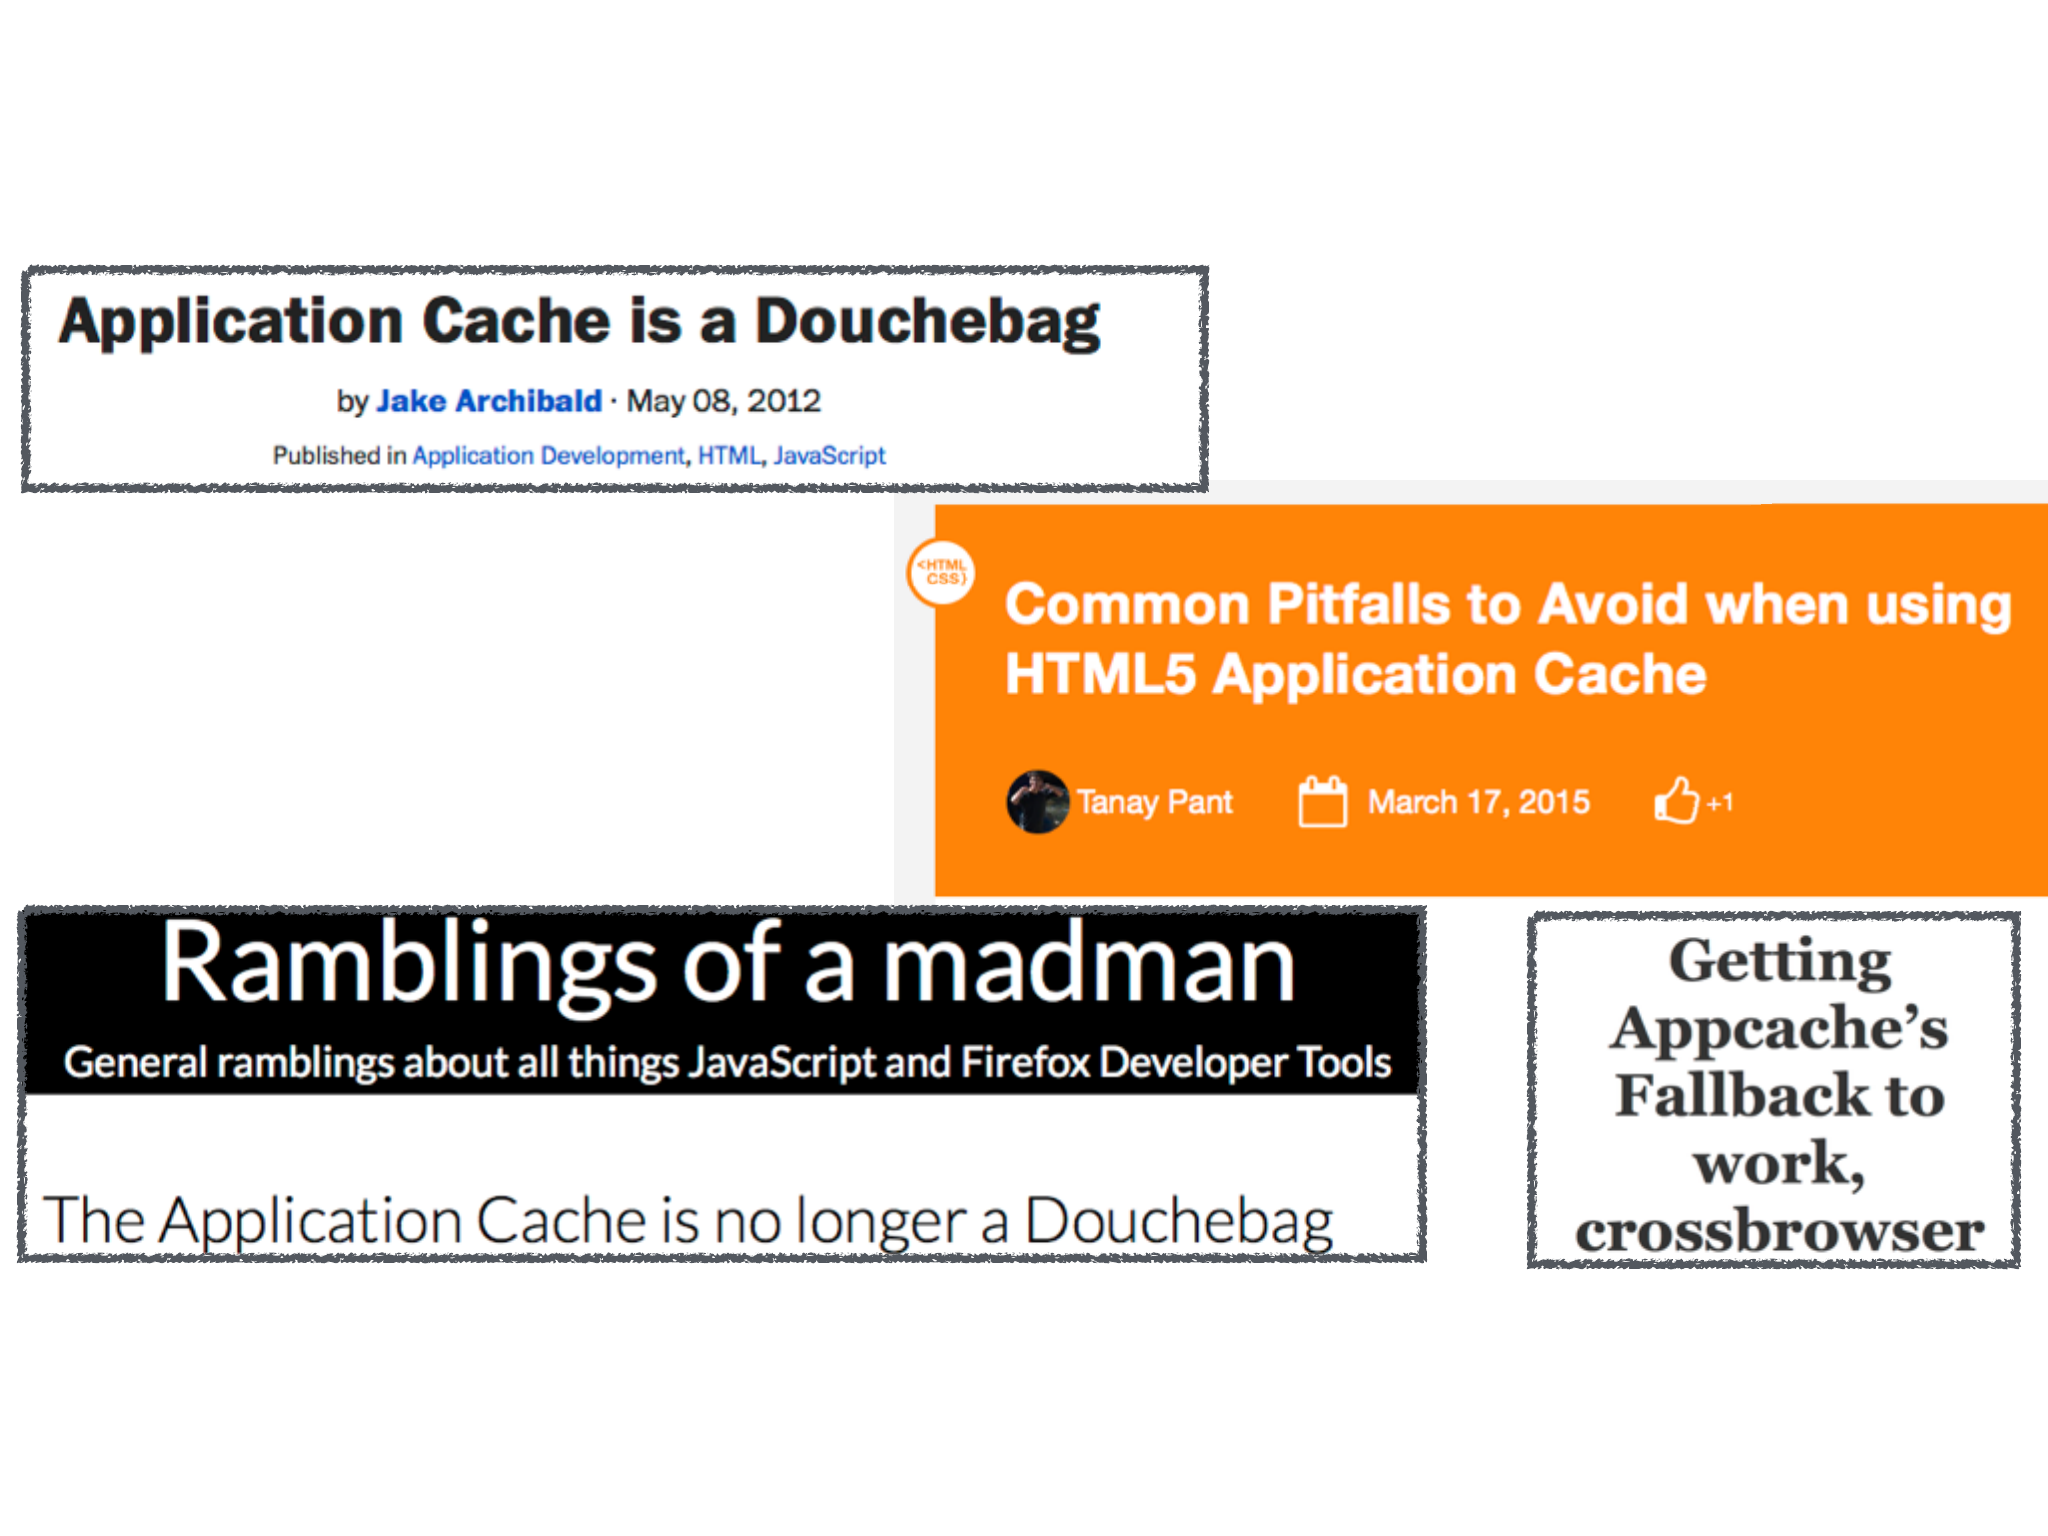 Application Cache is a Douchebag
by Jake Archibald · May 08, 2012
Published in Application Development, HTML, JavaScript
<HTML
CSS}
Common Pitfalls to Avoid when using
HTML5 Application Cache
Tanay Pant March 17, 2015 +1
Ramblings of a madman
General ramblings about all things JavaScript and Firefox Developer Tools
The Application Cache is no longer a Douchebag
Getting
Appcache’s
Fallback to
work,
crossbrowser